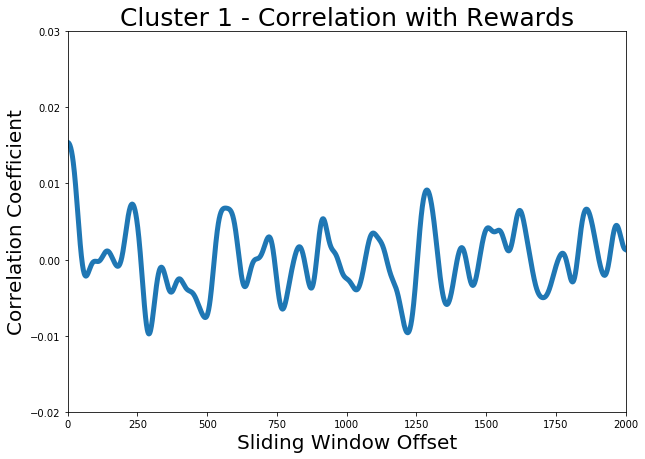 Cluster 1 - Correlation with Rewards
0.03
0.02
0.01
0.00
−0.01
−0.02
Correlation Coefficient
0 250 500 750 1000 1250 1500 1750 2000
Sliding Window Offset